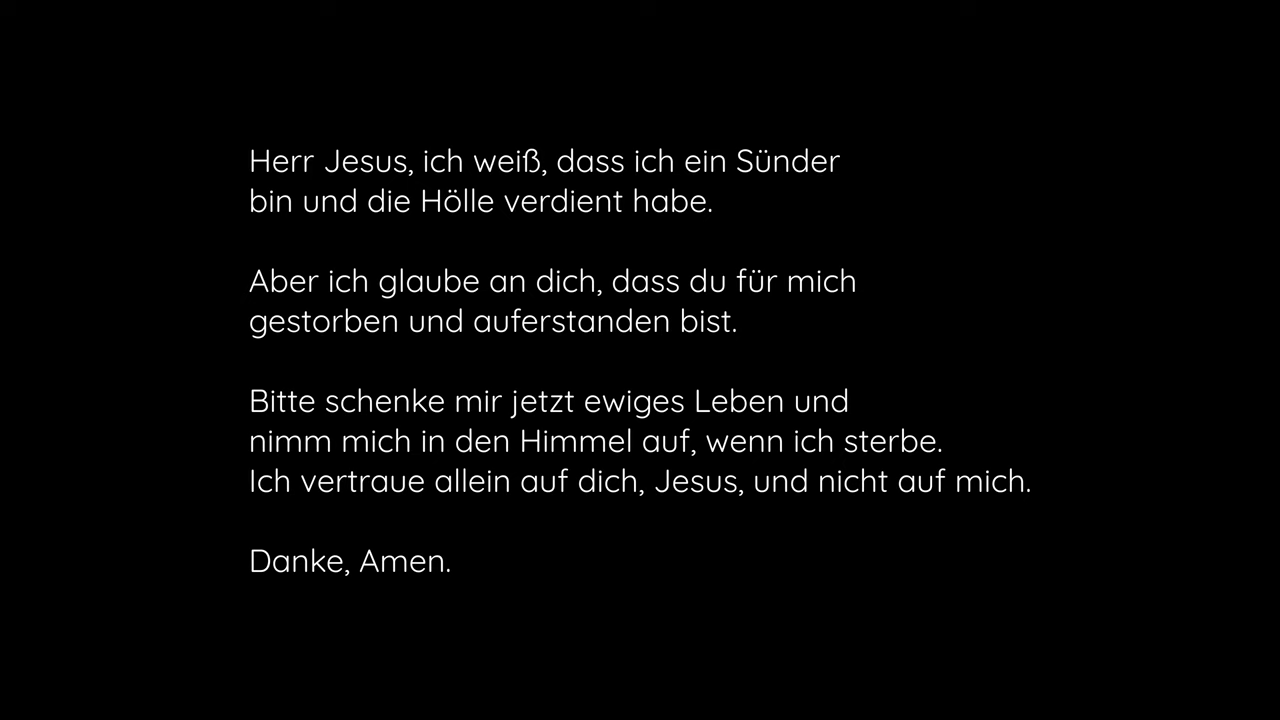 Herr Jesus, ich weiß, dass ich ein Sünder
bin und die Hölle verdient habe.
Aber ich glaube an dich, dass du für mich
gestorben und auferstanden bist.
Bitte schenke mir jetzt ewiges Leben und
nimm mich in den Himmel auf, wenn ich sterbe.
Ich vertraue allein auf dich, Jesus, und nicht auf mich.
Danke, Amen.